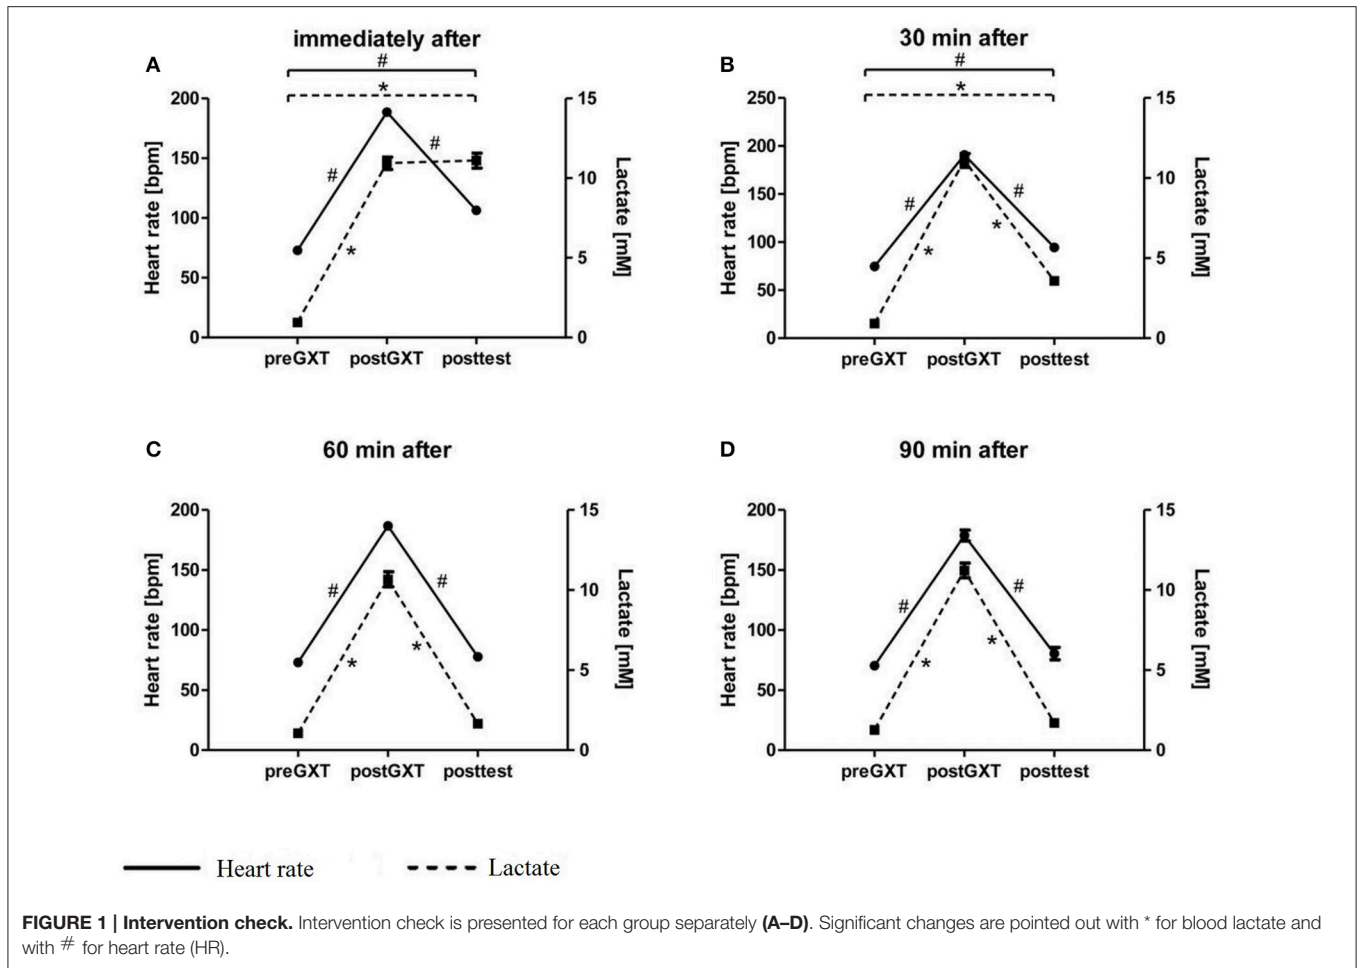 immediately after
30 min after
A
#
*
200
150
100
50
0
Heart rate [bpm]
#
*
#
15
10
5
0
Lactate [mM]
preGXT postGXT posttest
B
#
*
250
200
150
100
50
0
Heart rate [bpm]
#
*
#
*
15
10
5
0
Lactate [mM]
preGXT postGXT posttest
C
60 min after
200
150
100
50
0
Heart rate [bpm]
#
*
#
*
15
10
5
0
Lactate [mM]
preGXT postGXT posttest
D
90 min after
200
150
100
50
0
Heart rate [bpm]
#
*
#
*
15
10
5
0
Lactate [mM]
preGXT postGXT posttest
Heart rate
Lactate
FIGURE 1 | Intervention check. Intervention check is presented for each group separately (A–D). Significant changes are pointed out with * for blood lactate and
with # for heart rate (HR).